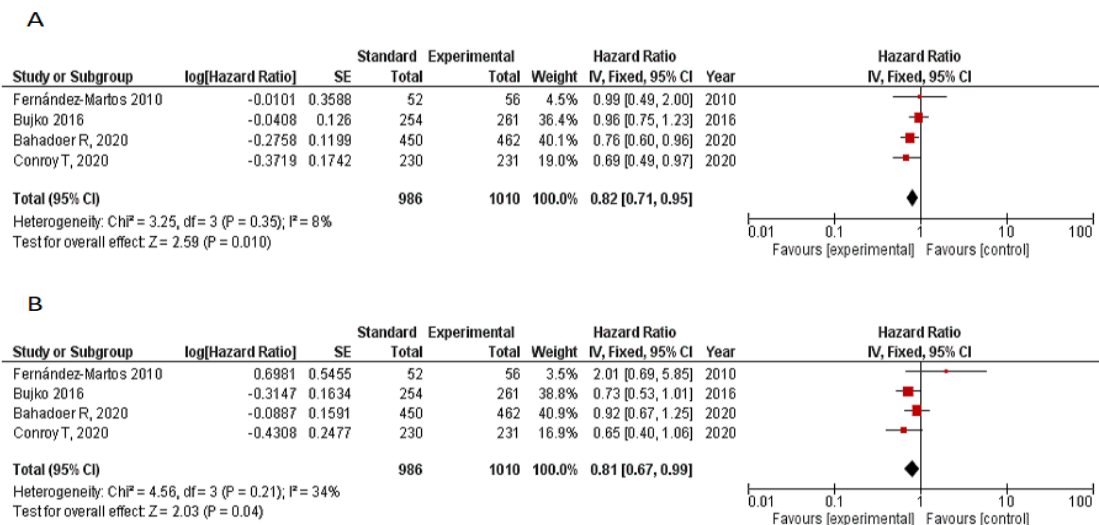 A
Standard Experimental Hazard Ratio Hazard Ratio
Study or Subgroup log[Hazard Ratio] SE Total Total Weight IV, Fixed, 95% CI Year IV, Fixed, 95% CI
Fernández-Martos 2010 -0.0101 0.3588 52 56 4.5% 0.99 [0.49, 2.00] 2010
Bujko 2016 -0.0408 0.126 254 261 36.4% 0.96 [0.75, 1.23] 2016
Bahadoer R, 2020 -0.2758 0.1199 450 462 40.1% 0.76 [0.60, 0.96] 2020
Conroy T, 2020 -0.3719 0.1742 230 231 19.0% 0.69 [0.49, 0.97] 2020
Total (95% CI) 986 1010 100.0% 0.82 [0.71, 0.95]
Heterogeneity: Chi² = 3.25, df = 3 (P = 0.35); I² = 8%
Test for overall effect: Z = 2.59 (P = 0.010)
0.01 0.1 1 10 100
Favours [experimental] Favours [control]
B
Standard Experimental Hazard Ratio Hazard Ratio
Study or Subgroup log[Hazard Ratio] SE Total Total Weight IV, Fixed, 95% CI Year IV, Fixed, 95% CI
Fernández-Martos 2010 0.6981 0.5455 52 56 3.5% 2.01 [0.69, 5.85] 2010
Bujko 2016 -0.3147 0.1634 254 261 38.8% 0.73 [0.53, 1.01] 2016
Bahadoer R, 2020 -0.0887 0.1591 450 462 40.9% 0.92 [0.67, 1.25] 2020
Conroy T, 2020 -0.4308 0.2477 230 231 16.9% 0.65 [0.40, 1.06] 2020
Total (95% CI) 986 1010 100.0% 0.81 [0.67, 0.99]
Heterogeneity: Chi² = 4.56, df = 3 (P = 0.21); I² = 34%
Test for overall effect: Z = 2.03 (P = 0.04)
0.01 0.1 1 10 100
Favours [experimental] Favours [control]